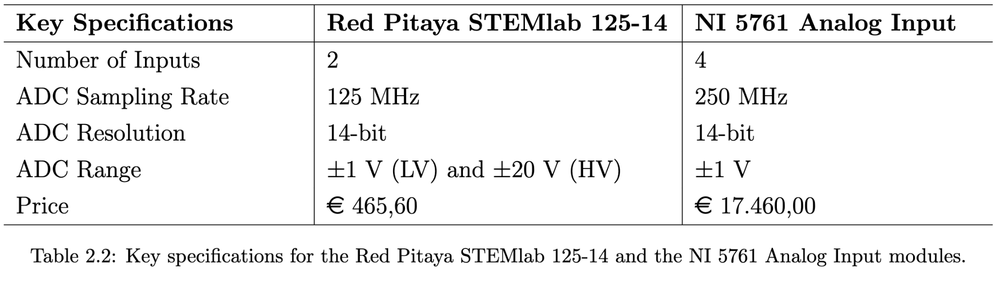 Key Specifications Red Pitaya STEMlab 125-14 NI 5761 Analog Input
Number of Inputs 2 4
ADC Sampling Rate 125 MHz 250 MHz
ADC Resolution 14-bit 14-bit
ADC Range ±1 V (LV) and ±20 V (HV) ±1 V
Price € 465,60 € 17.460,00
Table 2.2: Key specifications for the Red Pitaya STEMlab 125-14 and the NI 5761 Analog Input modules.